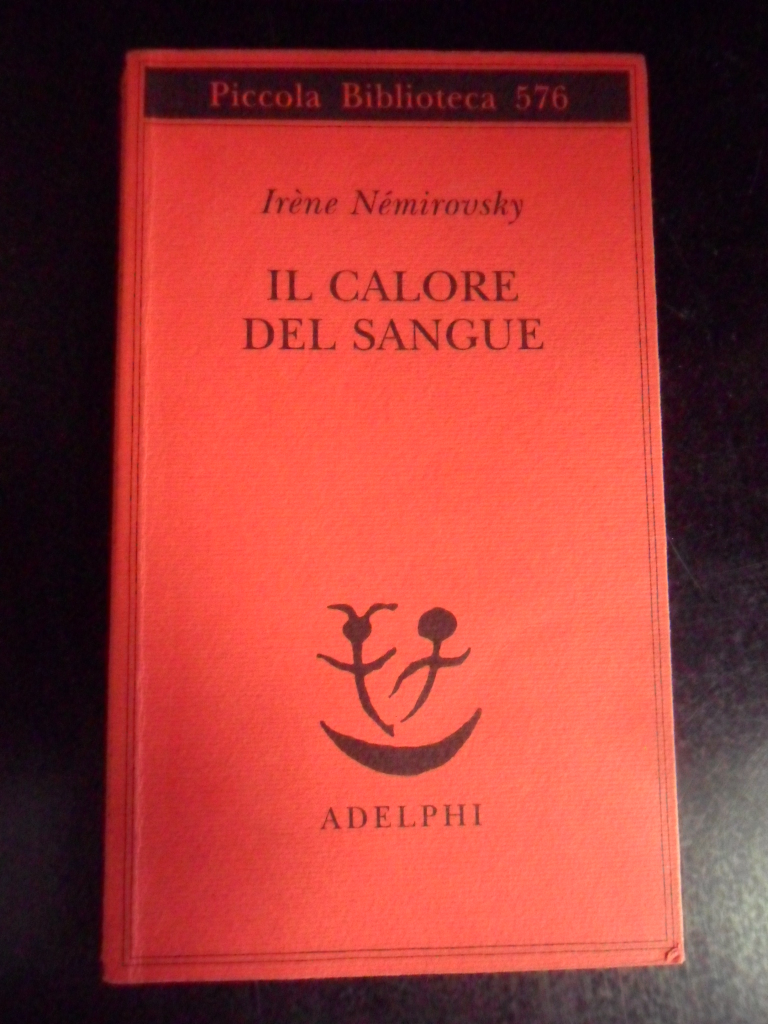 Piccola Biblioteca 576
Irène Némirovsky
IL CALORE
DEL SANGUE
ADELPHI